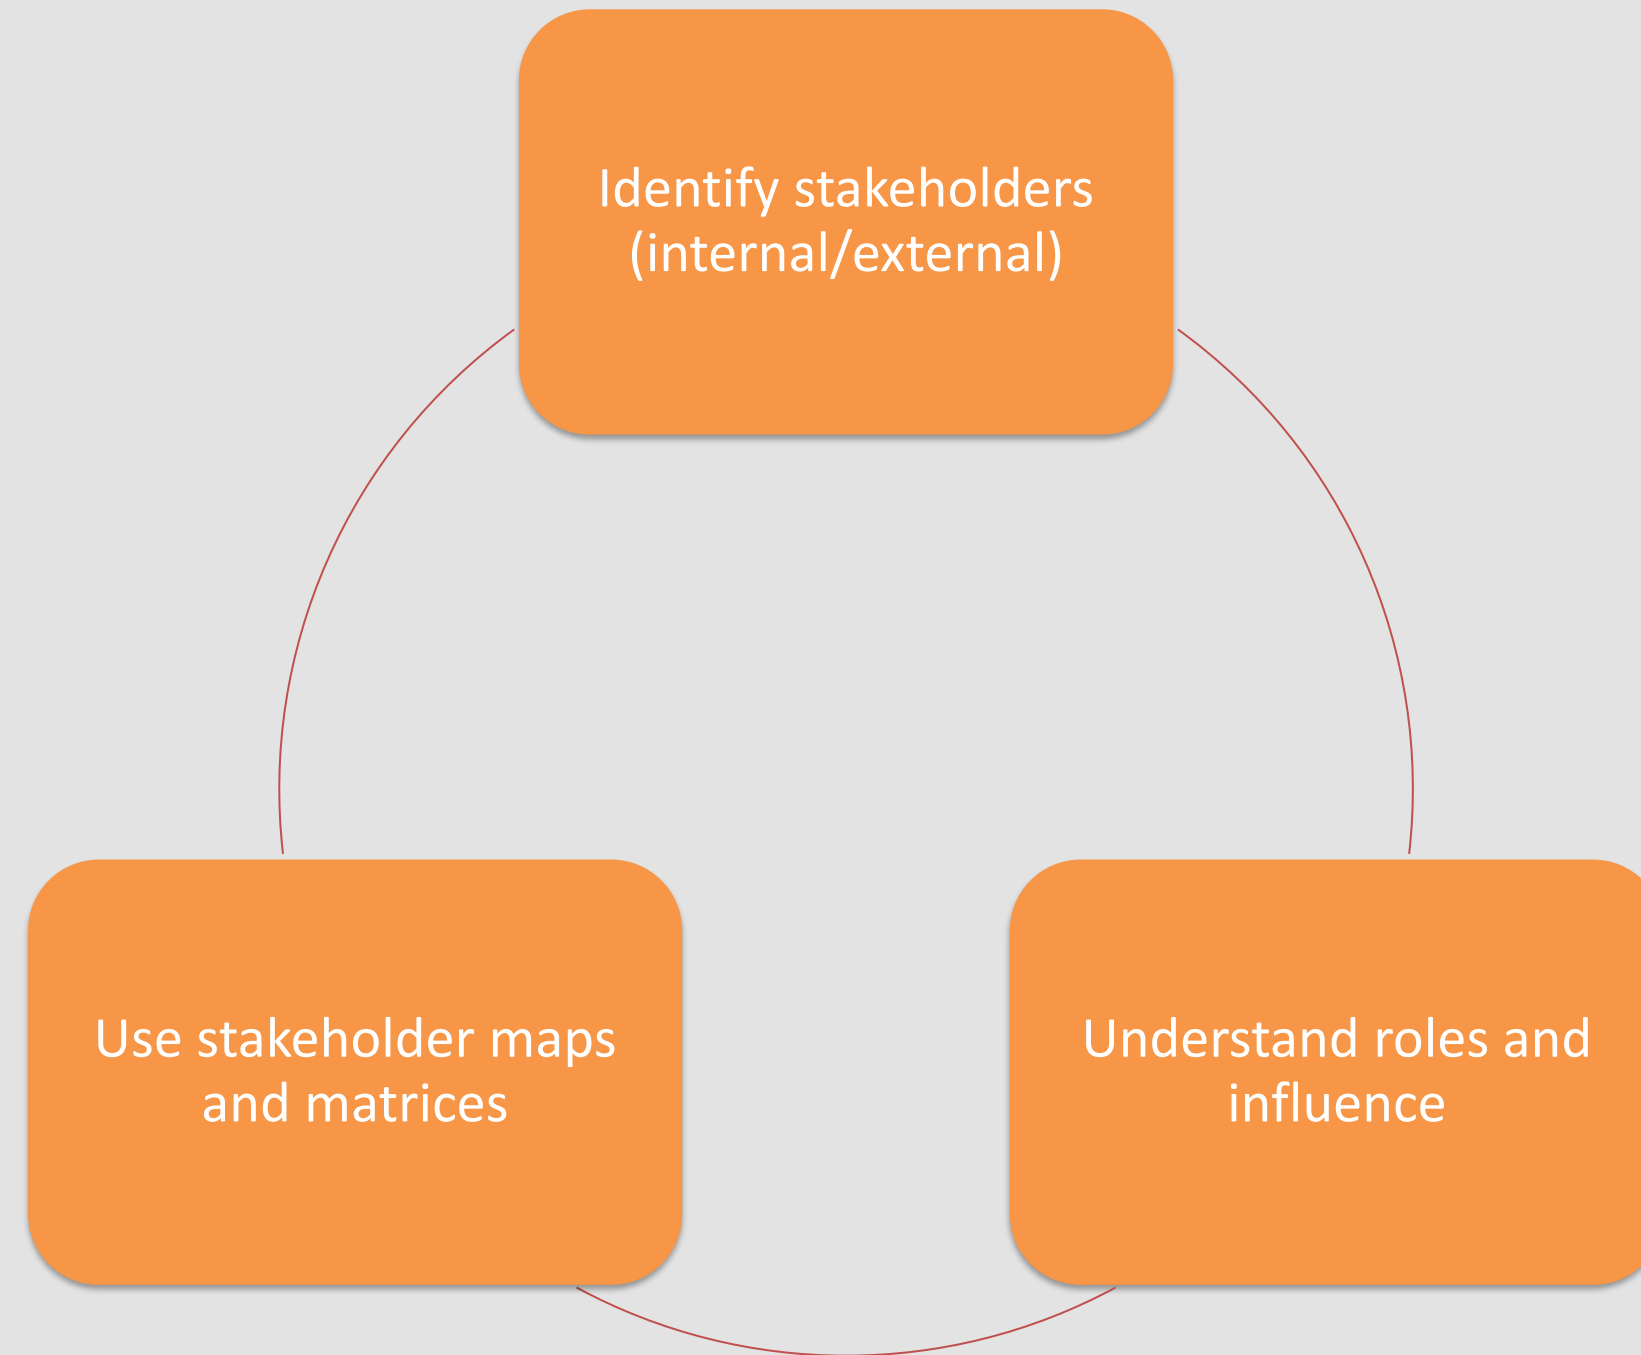 Identify stakeholders
(internal/external)
Understand roles and
influence
Use stakeholder maps
and matrices